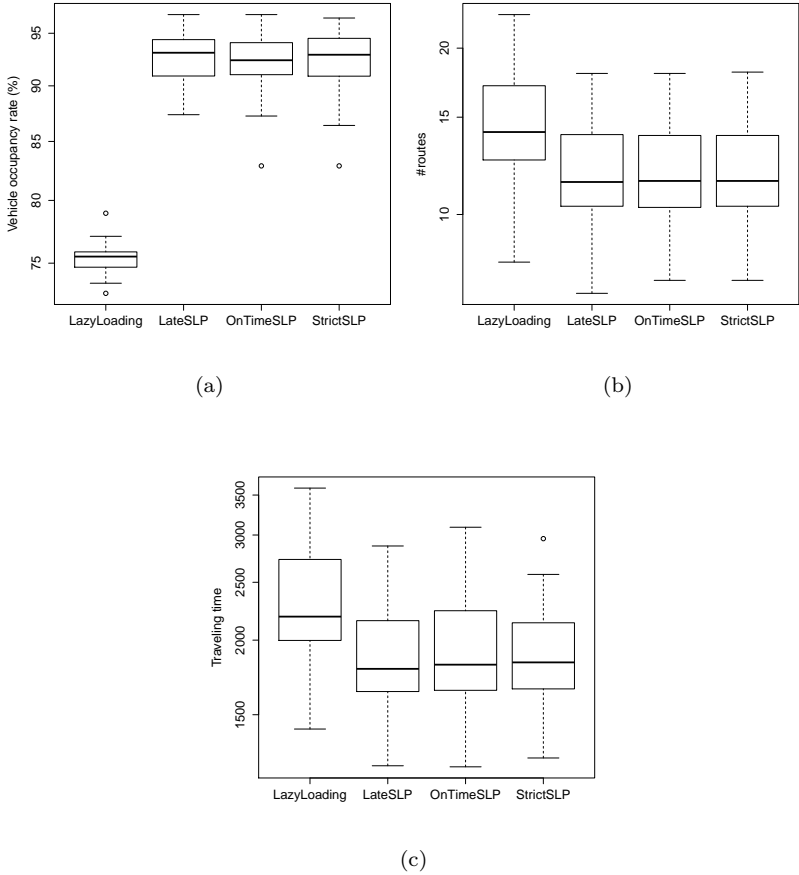 Vehicle occupancy rate (%)
95
90
85
80
75
LazyLoading LateSLP OnTimeSLP StrictSLP
(a)
#routes
20
15
10
LazyLoading LateSLP OnTimeSLP StrictSLP
(b)
Traveling time
3500
3000
2500
2000
1500
LazyLoading LateSLP OnTimeSLP StrictSLP
(c)